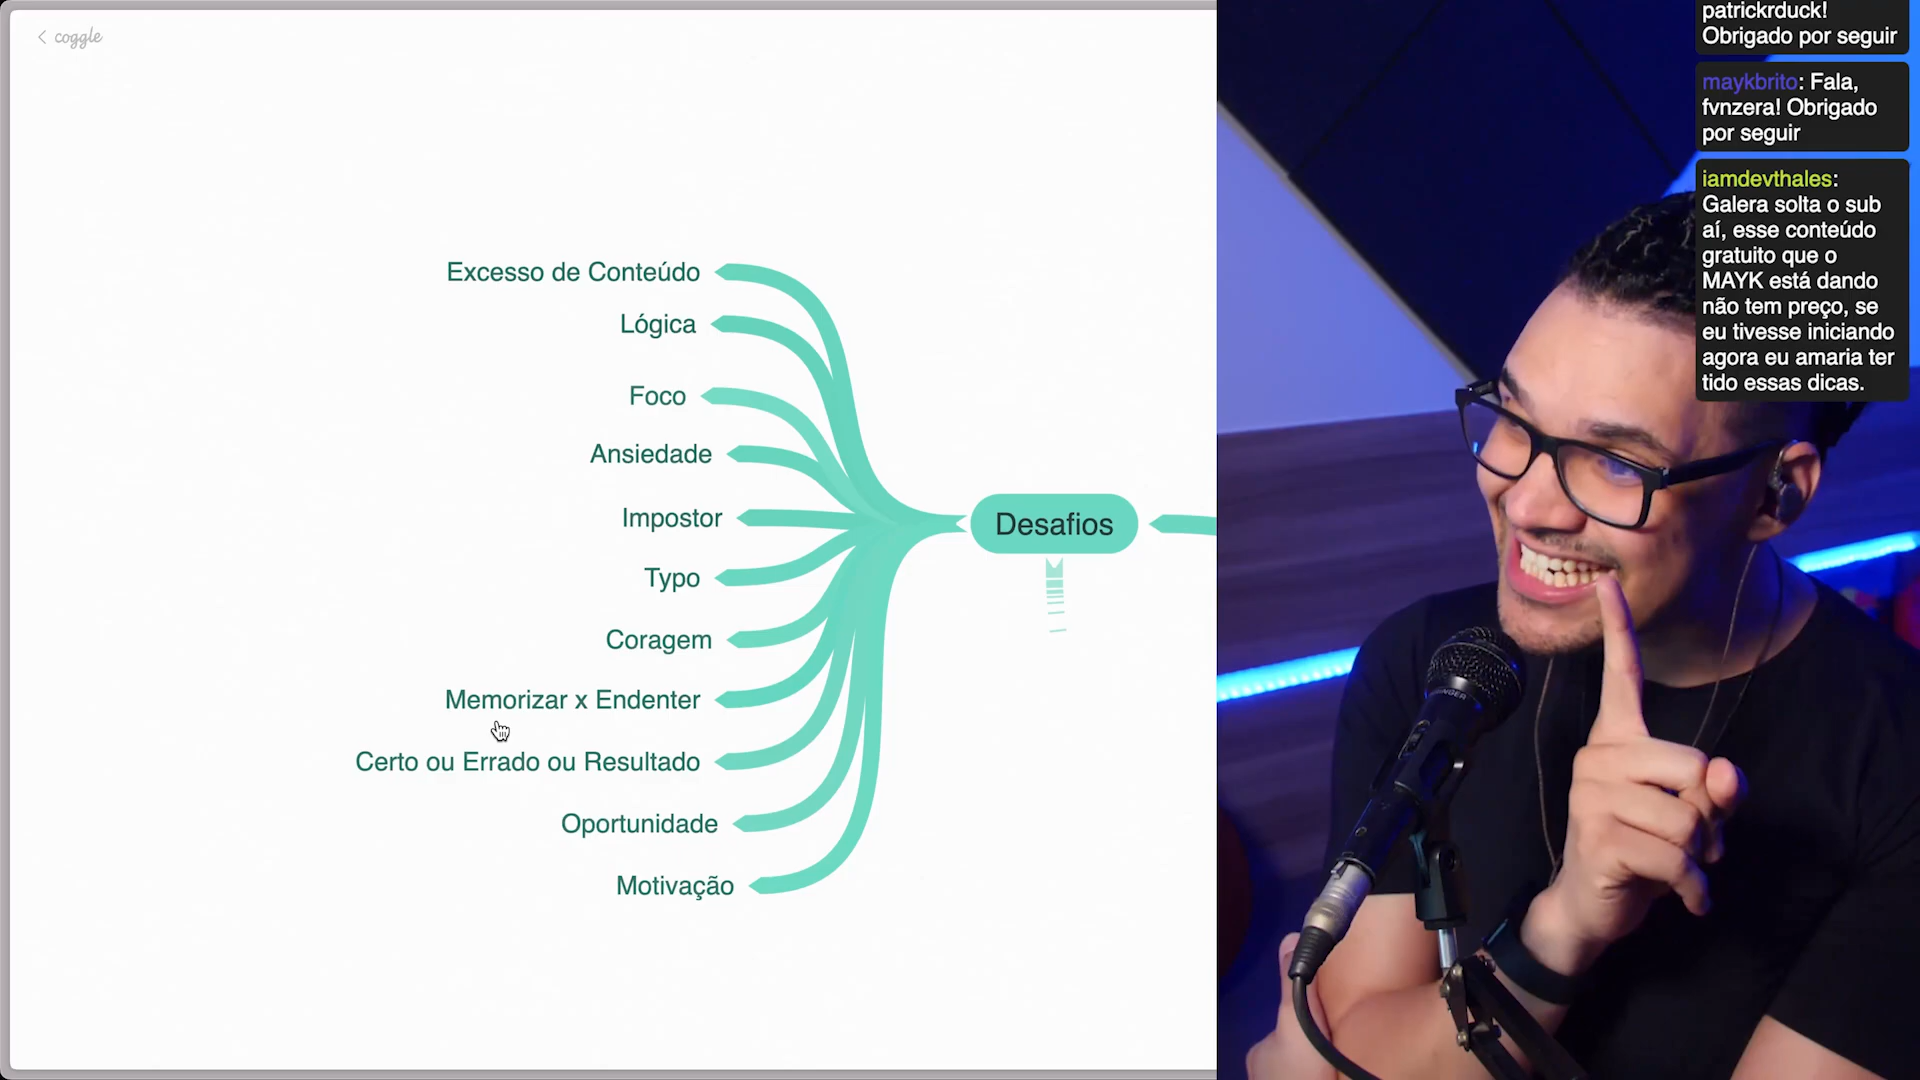 coggle
Excesso de Conteúdo
Lógica
Foco
Ansiedade
Impostor
Typo
Coragem
Memorizar x Endenter
Certo ou Errado ou Resultado
Oportunidade
Motivação
Desafios
patrickrduck!
Obrigado por seguir
maykbrito: Fala,
fvnzera! Obrigado
por seguir
iamdevthales:
Galera solta o sub
aí, esse conteúdo
gratuito que o
MAYK está dando
não tem preço, se
eu tivesse iniciando
agora eu amaria ter
tido essas dicas.